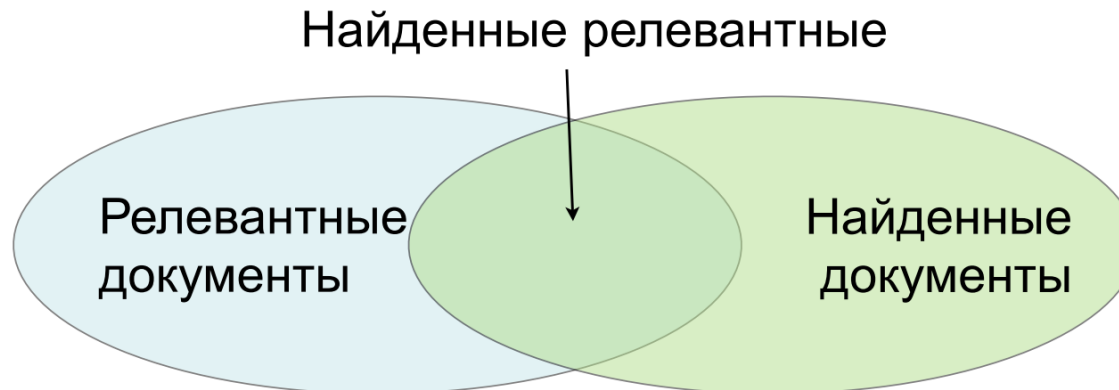 Найденные релевантные
Релевантные
документы
Найденные
документы